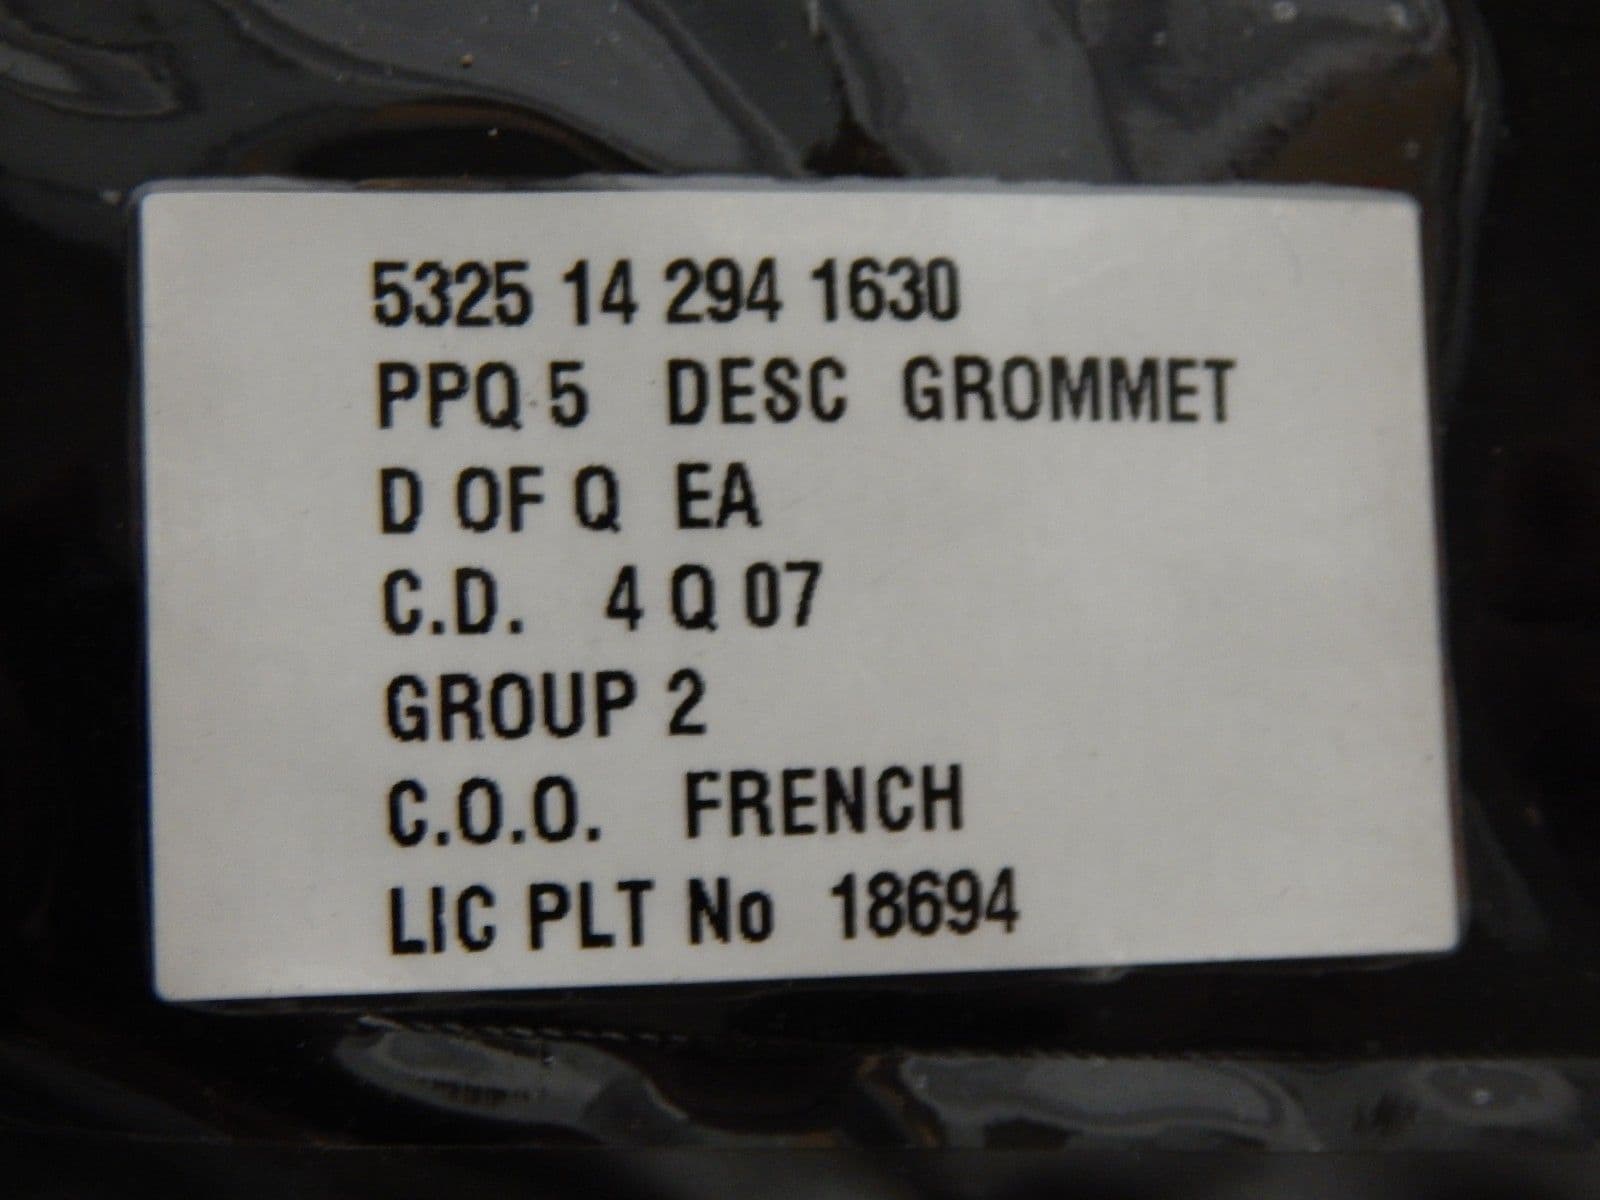 5325 14 294 1630
PPQ 5 DESC GROMMET
D OF Q EA
C.D. 4 Q 07
GROUP 2
C.O.O. FRENCH
LIC PLT No 18694